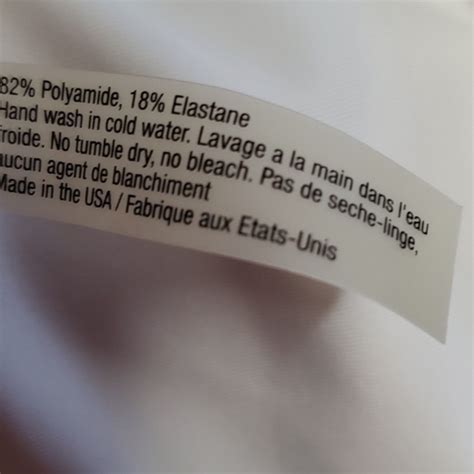 82% Polyamide, 18% Elastane
Hand wash in cold water. Lavage a la main dans l'eau
froide. No tumble dry, no bleach. Pas de seche-linge,
aucun agent de blanchiment
Made in the USA / Fabrique aux Etats-Unis